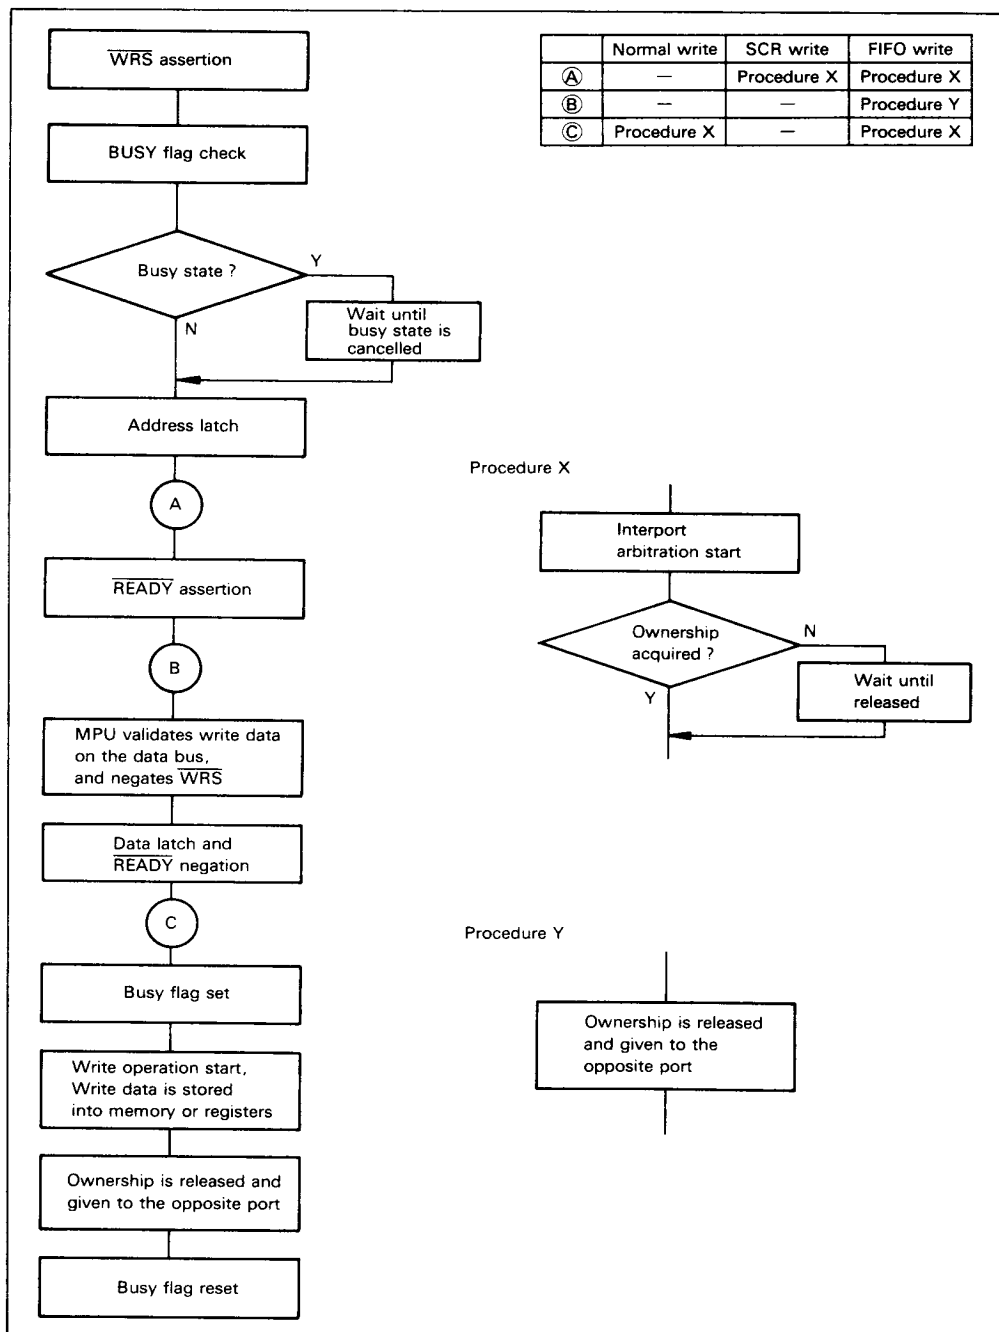 WRS assertion
BUSY flag check
Busy state ?
Y
N
Wait until
busy state is
cancelled
Address latch
A
READY assertion
B
MPU validates write data
on the data bus,
and negates WRS
Data latch and
READY negation
C
Busy flag set
Write operation start,
Write data is stored
into memory or registers
Ownership is released and
given to the opposite port
Busy flag reset
Normal write SCR write FIFO write
Ⓐ — Procedure X Procedure X
Ⓑ — — Procedure Y
Ⓒ Procedure X — Procedure X
Procedure X
Interport
arbitration start
Ownership
acquired ?
N
Y
Wait until
released
Procedure Y
Ownership is released
and given to the
opposite port